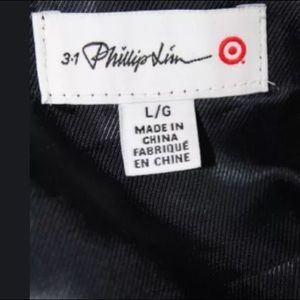 3.1 Phillip Lim
L/G
MADE IN
CHINA
FABRIQUÉ
EN CHINE